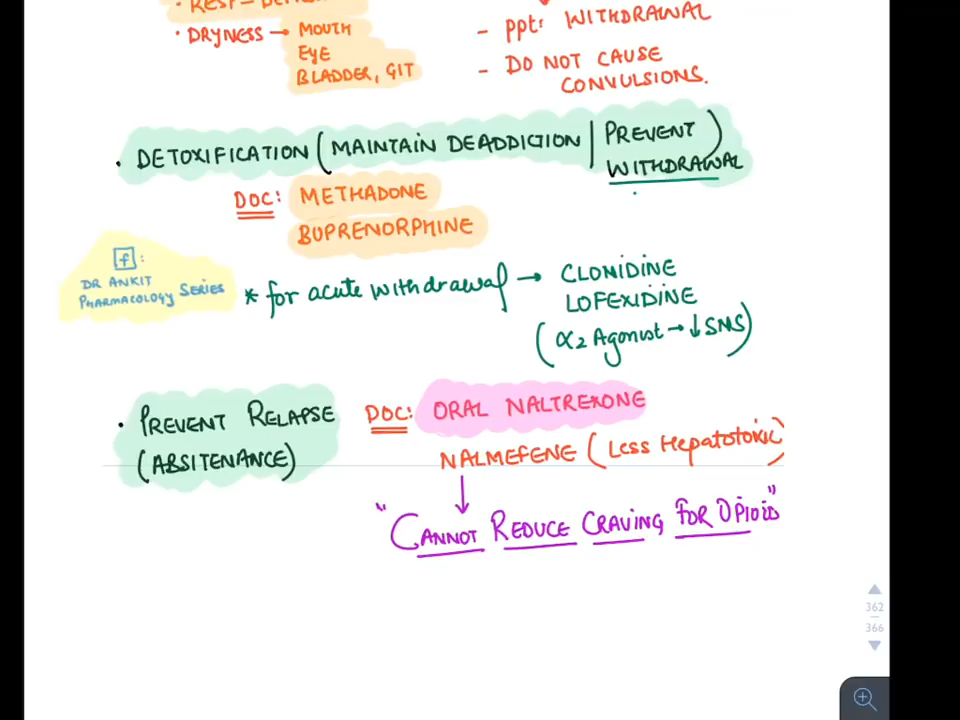 • DRYNESS → MOUTH
EYE
BLADDER, GIT
- ppt: WITHDRAWAL
- DO NOT CAUSE
CONVULSIONS.
• DETOXIFICATION (MAINTAIN DEADDICTION | PREVENT WITHDRAWAL)
DOC: METHADONE
BUPRENORPHINE
f:
DR ANKIT
PHARMACOLOGY SERIES
* for acute withdrawal → CLONIDINE
LOFEXIDINE
(α2 Agonist → ↓ SNS)
• PREVENT RELAPSE
(ABSITENANCE)
DOC: ORAL NALTREXONE
NALMEFENE (Less Hepatotoxic)
↓
"CANNOT REDUCE CRAVING FOR OPIOID"
362
366